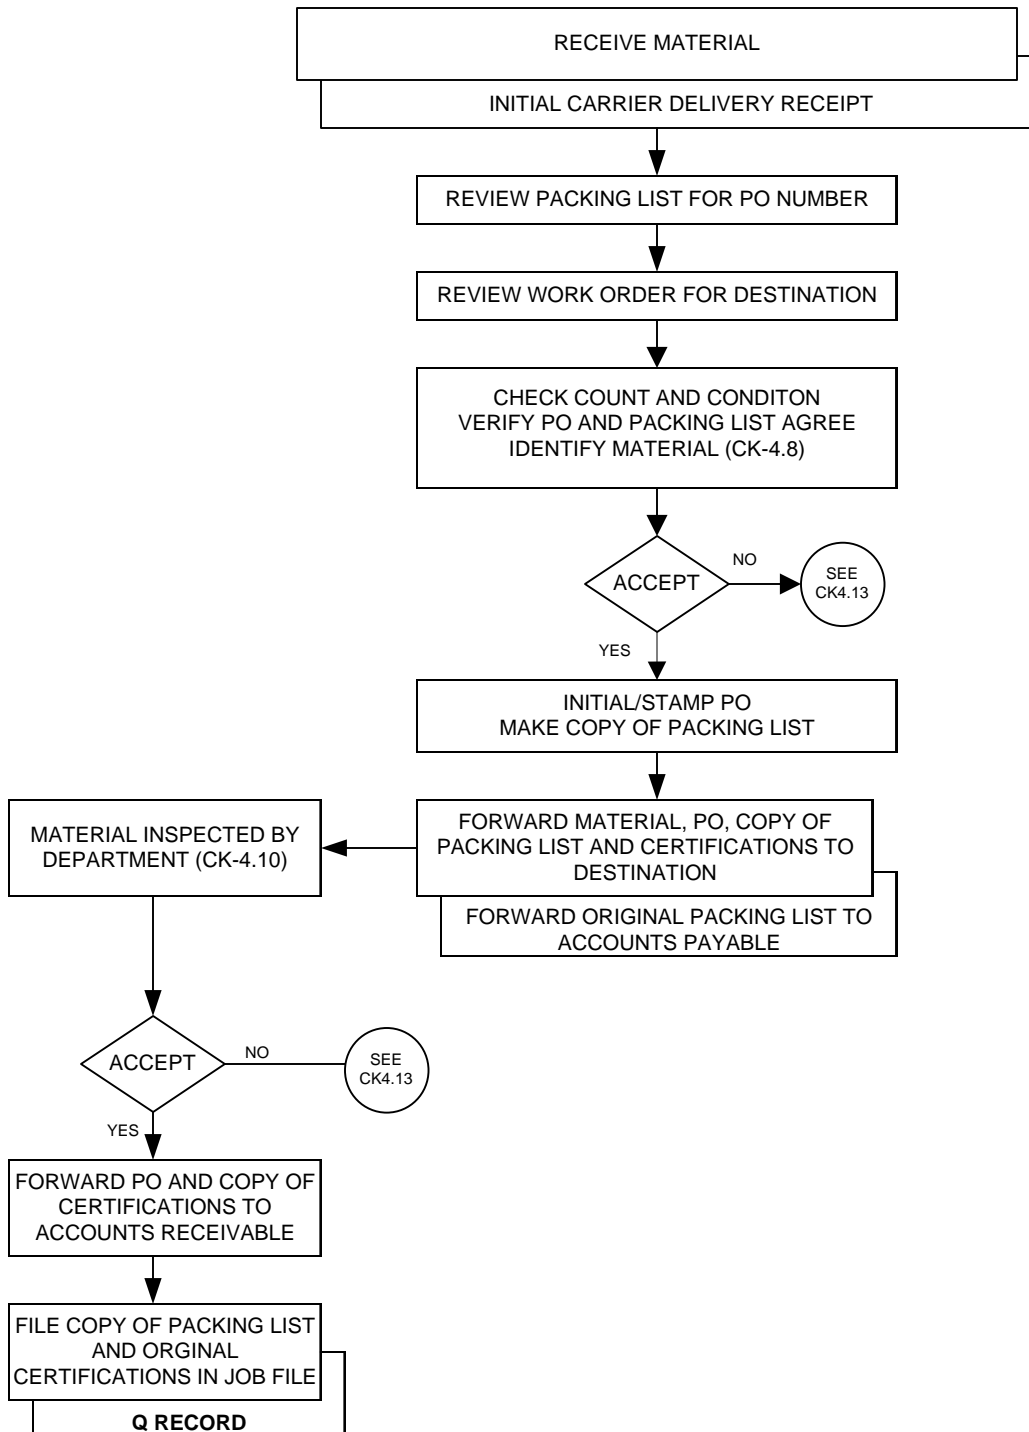 RECEIVE MATERIAL
INITIAL CARRIER DELIVERY RECEIPT
REVIEW PACKING LIST FOR PO NUMBER
REVIEW WORK ORDER FOR DESTINATION
CHECK COUNT AND CONDITON
VERIFY PO AND PACKING LIST AGREE
IDENTIFY MATERIAL (CK-4.8)
ACCEPT
NO
SEE
CK4.13
YES
INITIAL/STAMP PO
MAKE COPY OF PACKING LIST
FORWARD MATERIAL, PO, COPY OF
PACKING LIST AND CERTIFICATIONS TO
DESTINATION
FORWARD ORIGINAL PACKING LIST TO
ACCOUNTS PAYABLE
MATERIAL INSPECTED BY
DEPARTMENT (CK-4.10)
ACCEPT
NO
SEE
CK4.13
YES
FORWARD PO AND COPY OF
CERTIFICATIONS TO
ACCOUNTS RECEIVABLE
FILE COPY OF PACKING LIST
AND ORGINAL
CERTIFICATIONS IN JOB FILE
Q RECORD